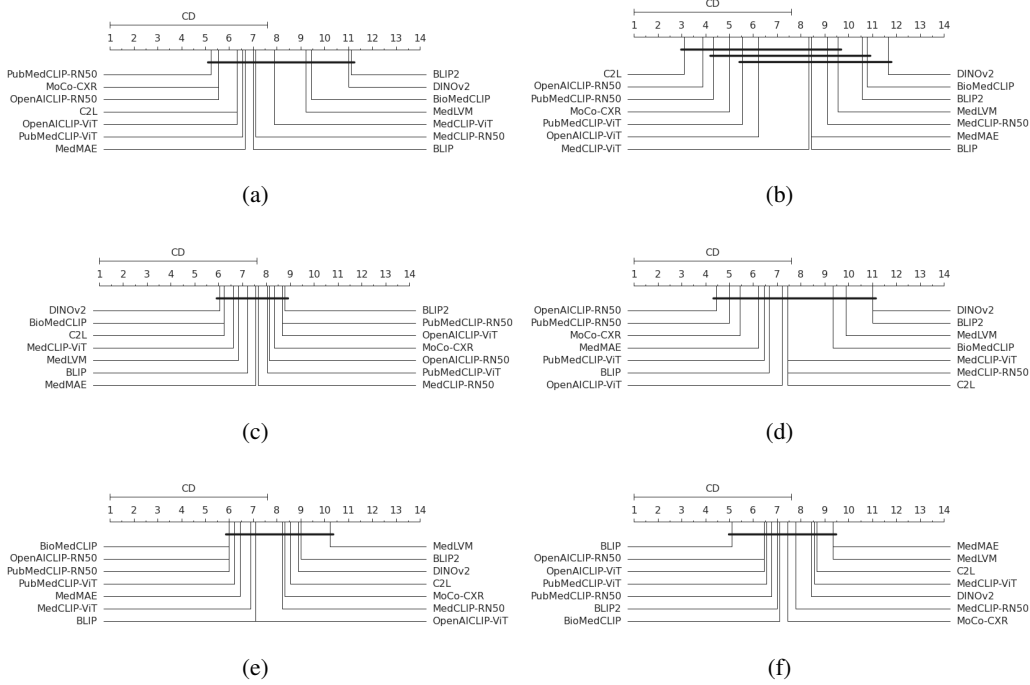 CD
1 2 3 4 5 6 7 8 9 10 11 12 13 14
PubMedCLIP-RN50 BLIP2
MoCo-CXR DINOv2
OpenAICLIP-RN50 BioMedCLIP
C2L MedLVM
OpenAICLIP-ViT MedCLIP-ViT
PubMedCLIP-ViT MedCLIP-RN50
MedMAE BLIP
(a)
CD
1 2 3 4 5 6 7 8 9 10 11 12 13 14
C2L DINOv2
OpenAICLIP-RN50 BioMedCLIP
PubMedCLIP-RN50 BLIP2
MoCo-CXR MedLVM
PubMedCLIP-ViT MedCLIP-RN50
OpenAICLIP-ViT MedMAE
MedCLIP-ViT BLIP
(b)
CD
1 2 3 4 5 6 7 8 9 10 11 12 13 14
DINOv2 BLIP2
BioMedCLIP PubMedCLIP-RN50
C2L OpenAICLIP-ViT
MedCLIP-ViT MoCo-CXR
MedLVM OpenAICLIP-RN50
BLIP PubMedCLIP-ViT
MedMAE MedCLIP-RN50
(c)
CD
1 2 3 4 5 6 7 8 9 10 11 12 13 14
OpenAICLIP-RN50 DINOv2
PubMedCLIP-RN50 BLIP2
MoCo-CXR MedLVM
MedMAE BioMedCLIP
PubMedCLIP-ViT MedCLIP-ViT
BLIP MedCLIP-RN50
OpenAICLIP-ViT C2L
(d)
CD
1 2 3 4 5 6 7 8 9 10 11 12 13 14
BioMedCLIP MedLVM
OpenAICLIP-RN50 BLIP2
PubMedCLIP-RN50 DINOv2
PubMedCLIP-ViT C2L
MedMAE MoCo-CXR
MedCLIP-ViT MedCLIP-RN50
BLIP OpenAICLIP-ViT
(e)
CD
1 2 3 4 5 6 7 8 9 10 11 12 13 14
BLIP MedMAE
OpenAICLIP-RN50 MedLVM
OpenAICLIP-ViT C2L
PubMedCLIP-ViT MedCLIP-ViT
PubMedCLIP-RN50 DINOv2
BLIP2 MedCLIP-RN50
BioMedCLIP MoCo-CXR
(f)